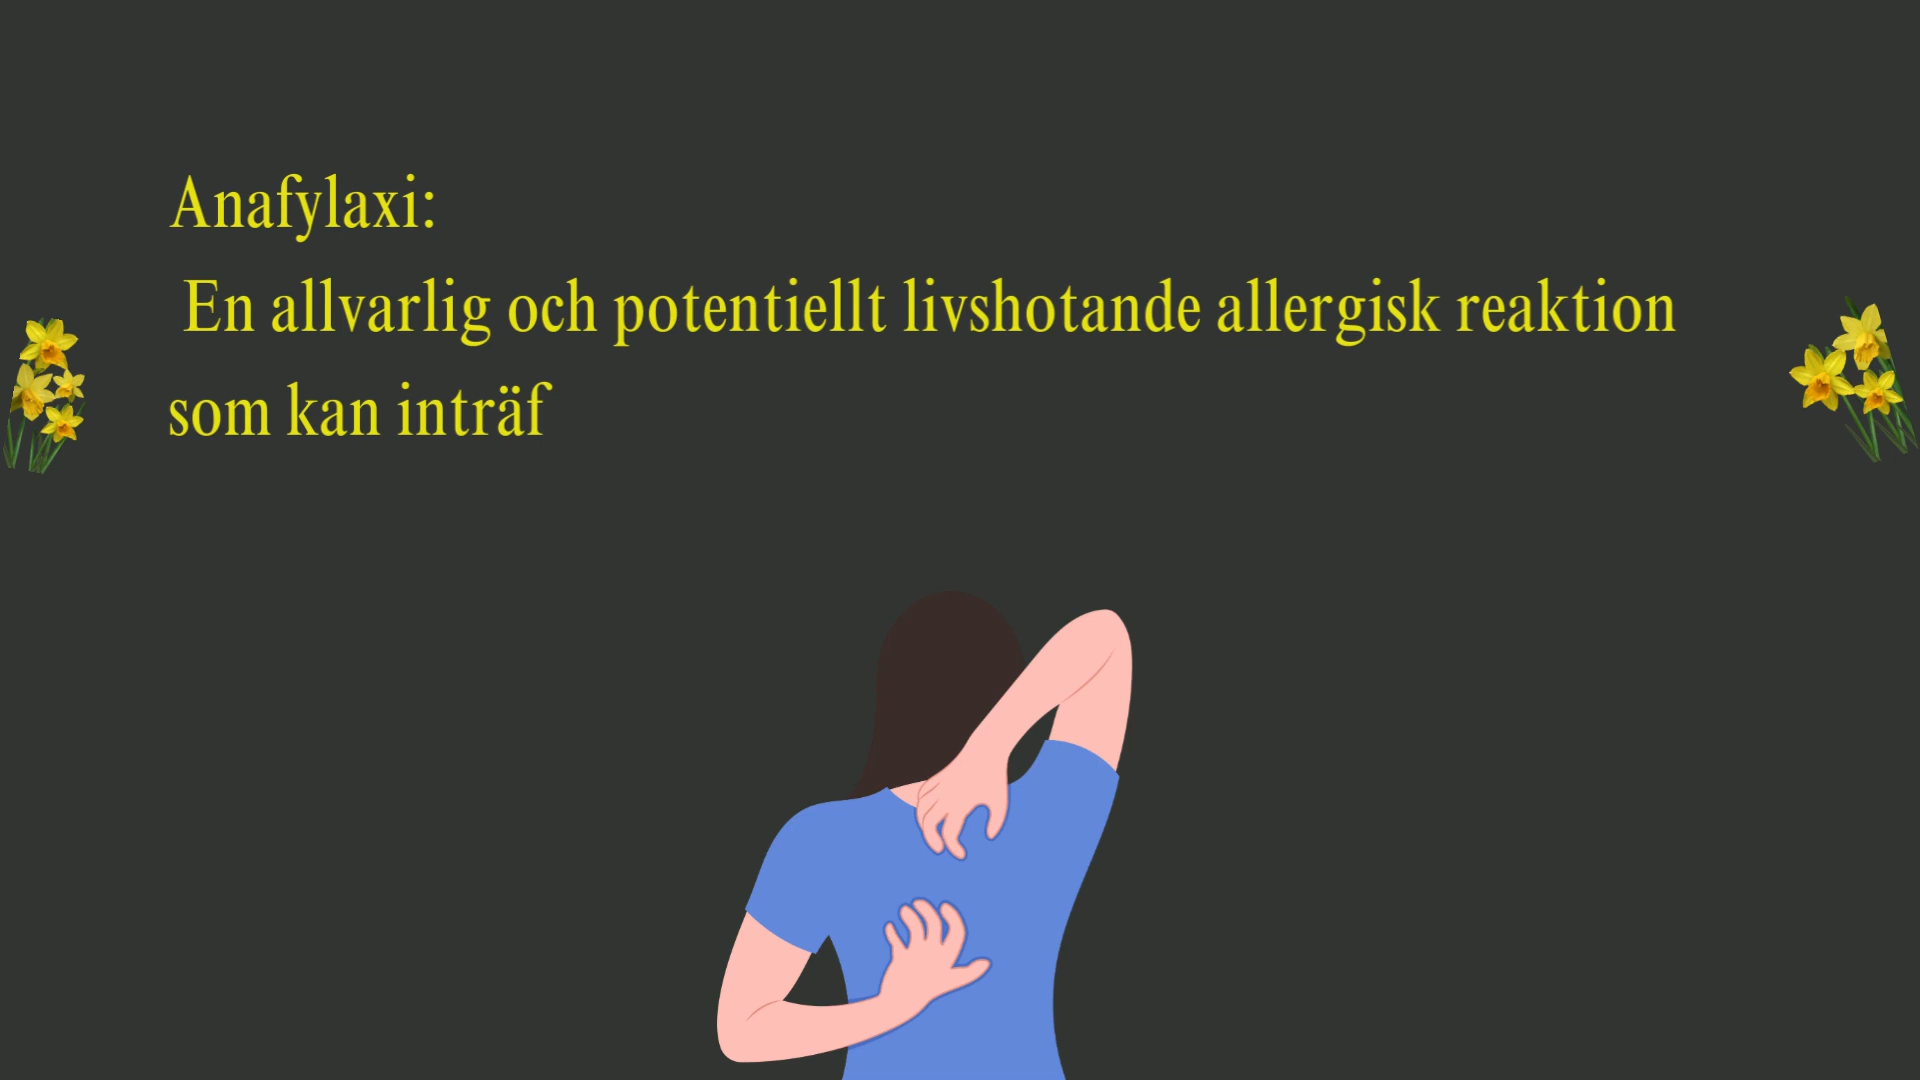 Anafylaxi:
En allvarlig och potentiellt livshotande allergisk reaktion
som kan inträf